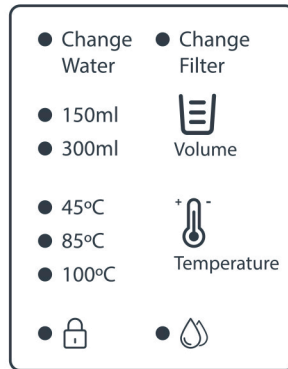 Change Water
Change Filter
150ml
300ml
Volume
45ºC
85ºC
100ºC
+ -
Temperature